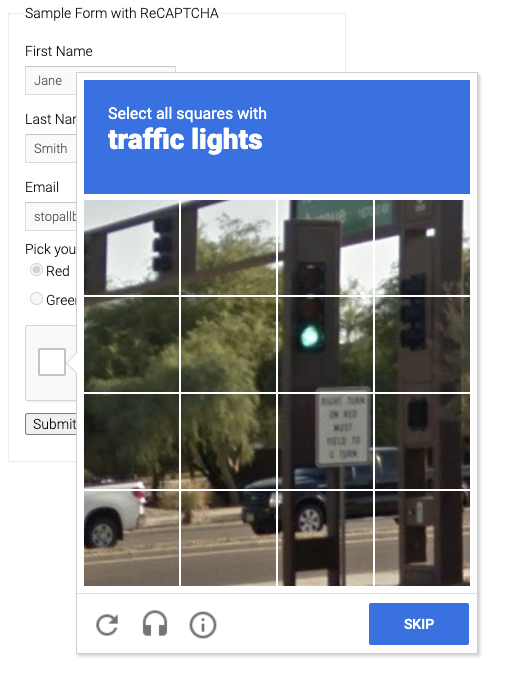 Sample Form with ReCAPTCHA
First Name
Jane
Last Nar
Smith
Email
stopallb
Pick you
Red
Gree
Submit
Select all squares with
traffic lights
RIGHT TURN
ON RED
MUST
YIELD TO
U TURN
SKIP